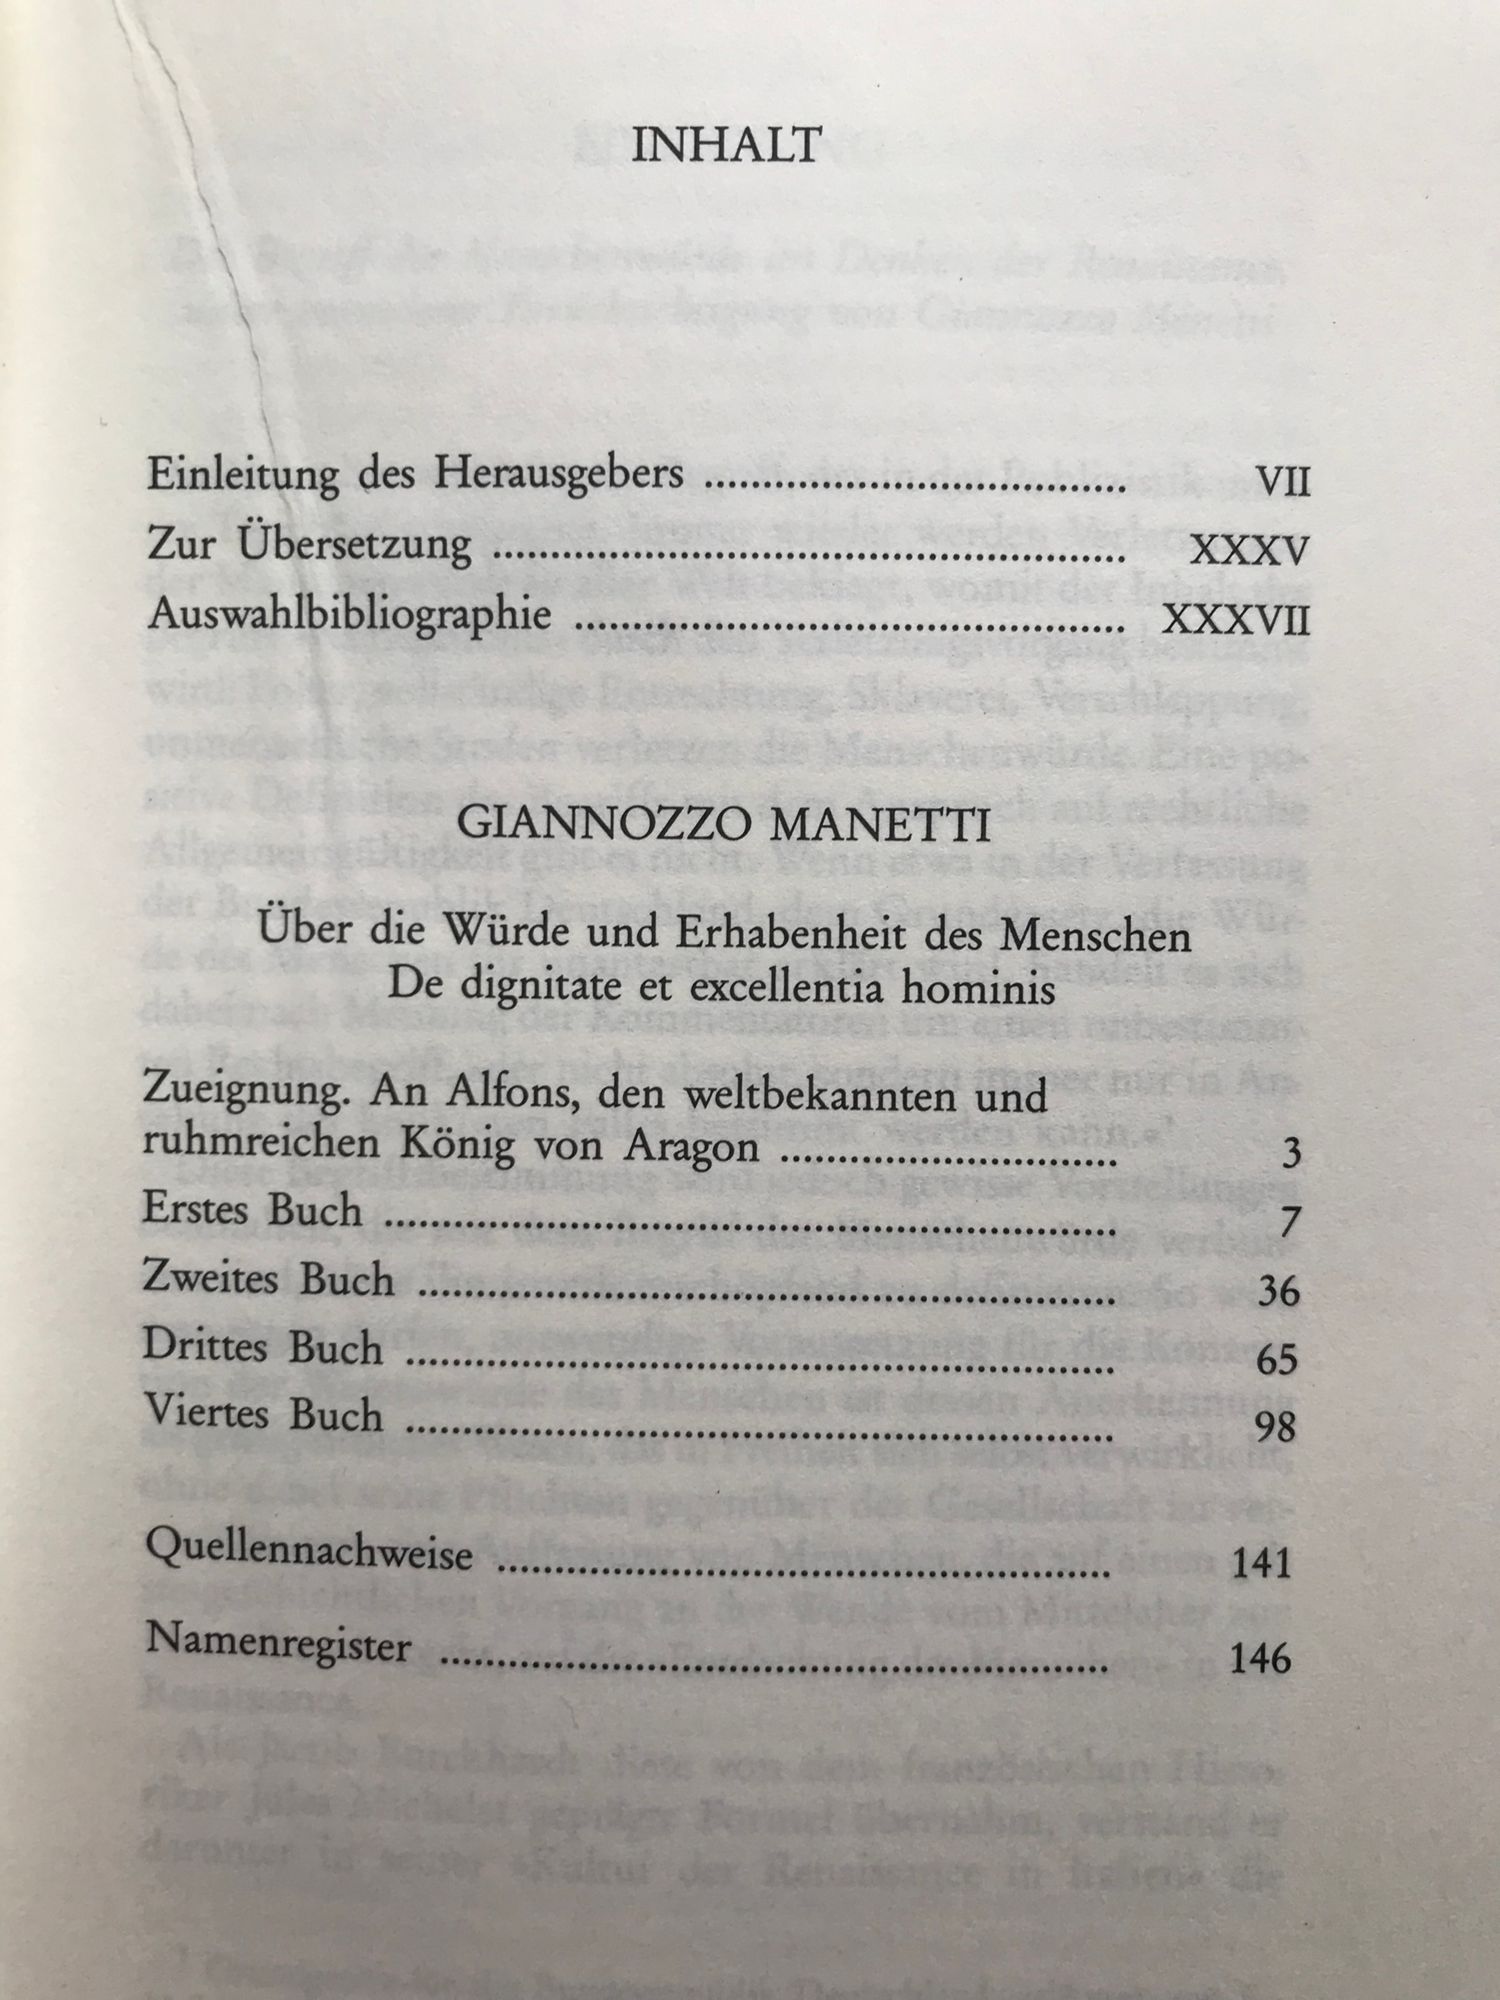 INHALT
Einleitung des Herausgebers ........................................ VII
Zur Übersetzung ........................................................ XXXV
Auswahlbibliographie ................................................ XXXVII
GIANNOZZO MANETTI
Über die Würde und Erhabenheit des Menschen
De dignitate et excellentia hominis
Zueignung. An Alfons, den weltbekannten und
ruhmreichen König von Aragon ............................. 3
Erstes Buch ............................................................... 7
Zweites Buch ............................................................ 36
Drittes Buch ............................................................. 65
Viertes Buch ............................................................. 98
Quellennachweise ..................................................... 141
Namenregister .......................................................... 146